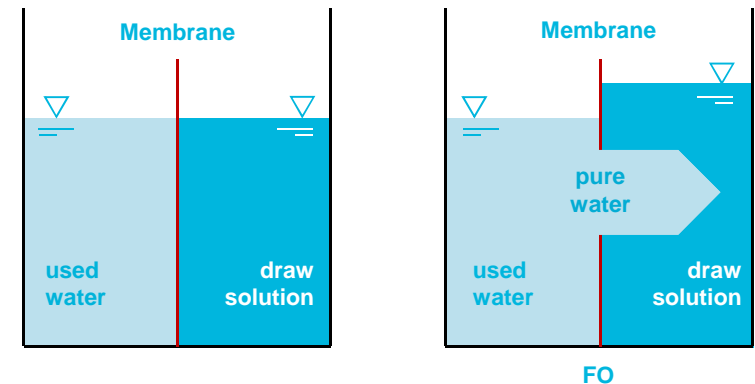 Membrane
used
water
draw
solution
Membrane
pure
water
used
water
draw
solution
FO